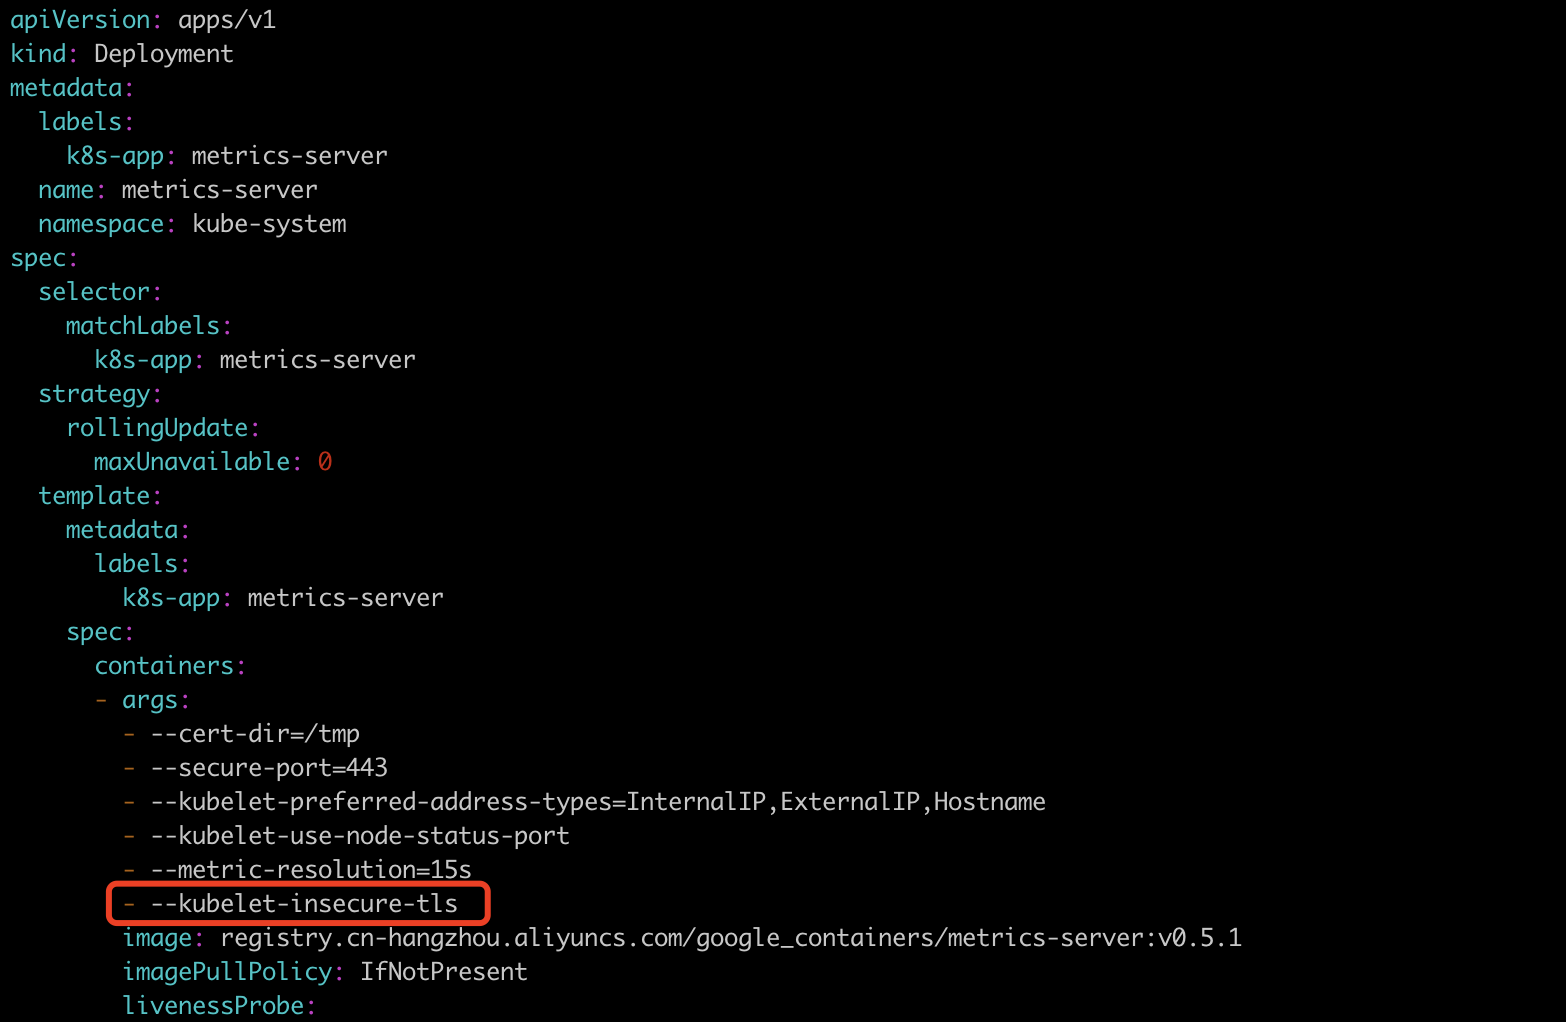 apiVersion: apps/v1
kind: Deployment
metadata:
  labels:
    k8s-app: metrics-server
  name: metrics-server
  namespace: kube-system
spec:
  selector:
    matchLabels:
      k8s-app: metrics-server
  strategy:
    rollingUpdate:
      maxUnavailable: 0
  template:
    metadata:
      labels:
        k8s-app: metrics-server
    spec:
      containers:
      - args:
        - --cert-dir=/tmp
        - --secure-port=443
        - --kubelet-preferred-address-types=InternalIP,ExternalIP,Hostname
        - --kubelet-use-node-status-port
        - --metric-resolution=15s
        - --kubelet-insecure-tls
        image: registry.cn-hangzhou.aliyuncs.com/google_containers/metrics-server:v0.5.1
        imagePullPolicy: IfNotPresent
        livenessProbe: